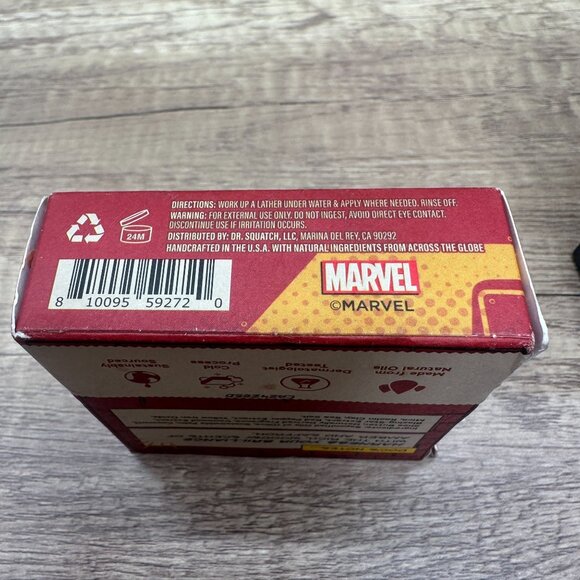 DIRECTIONS: WORK UP A LATHER UNDER WATER & APPLY WHERE NEEDED. RINSE OFF.
WARNING: FOR EXTERNAL USE ONLY. DO NOT INGEST, AVOID DIRECT EYE CONTACT.
DISCONTINUE USE IF IRRITATION OCCURS.
DISTRIBUTED BY: DR. SQUATCH, LLC, MARINA DEL REY, CA 90292
HANDCRAFTED IN THE U.S.A. WITH NATURAL INGREDIENTS FROM ACROSS THE GLOBE
24M
8 10095 59272 0
MARVEL
©MARVEL
Made from
Natural Oils
Dermatologist
Tested
Cold
Process
Sustainably
Sourced